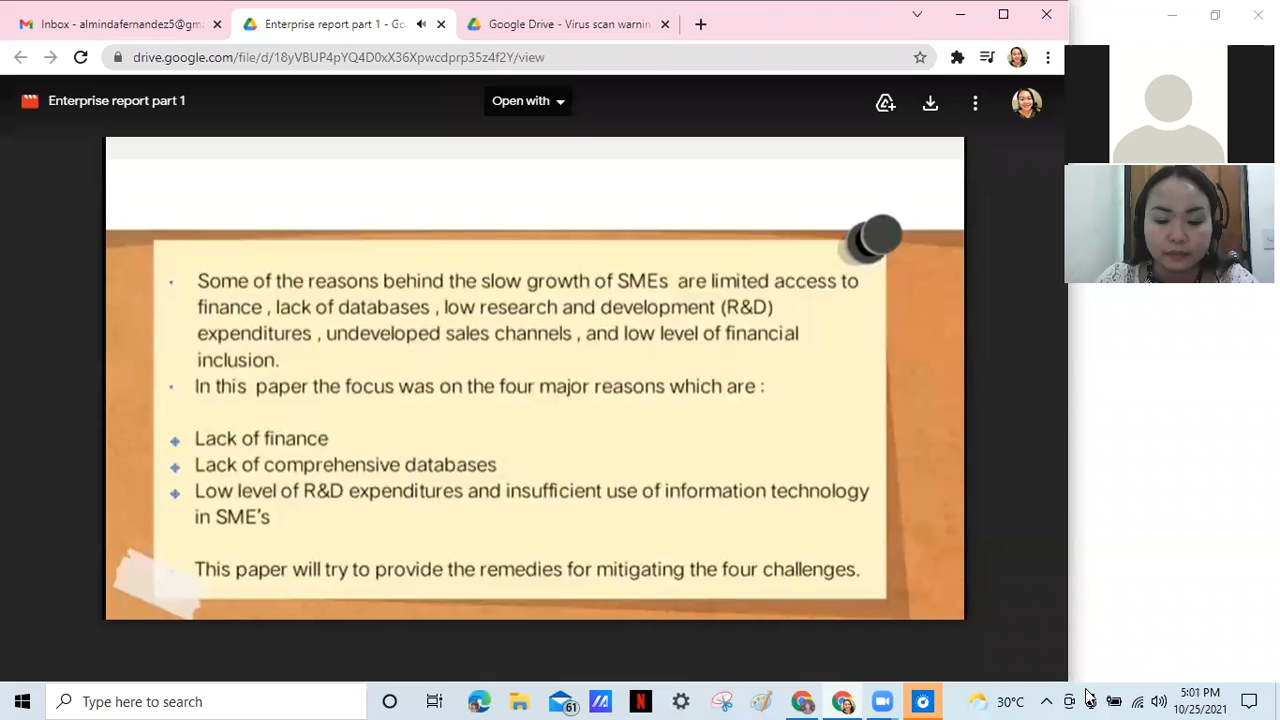 Inbox - almindafernandez5@gm
Enterprise report part 1 - Go
Google Drive - Virus scan warnin
drive.google.com/file/d/18yVBUP4pYQ4D0xX36Xpwcdprp35z4f2Y/view
Enterprise report part 1
Open with
Some of the reasons behind the slow growth of SMEs are limited access to
finance , lack of databases , low research and development (R&D)
expenditures , undeveloped sales channels , and low level of financial
inclusion.
In this paper the focus was on the four major reasons which are :
Lack of finance
Lack of comprehensive databases
Low level of R&D expenditures and insufficient use of information technology
in SME's
This paper will try to provide the remedies for mitigating the four challenges.
Type here to search
61
N
30°C
5:01 PM
10/25/2021